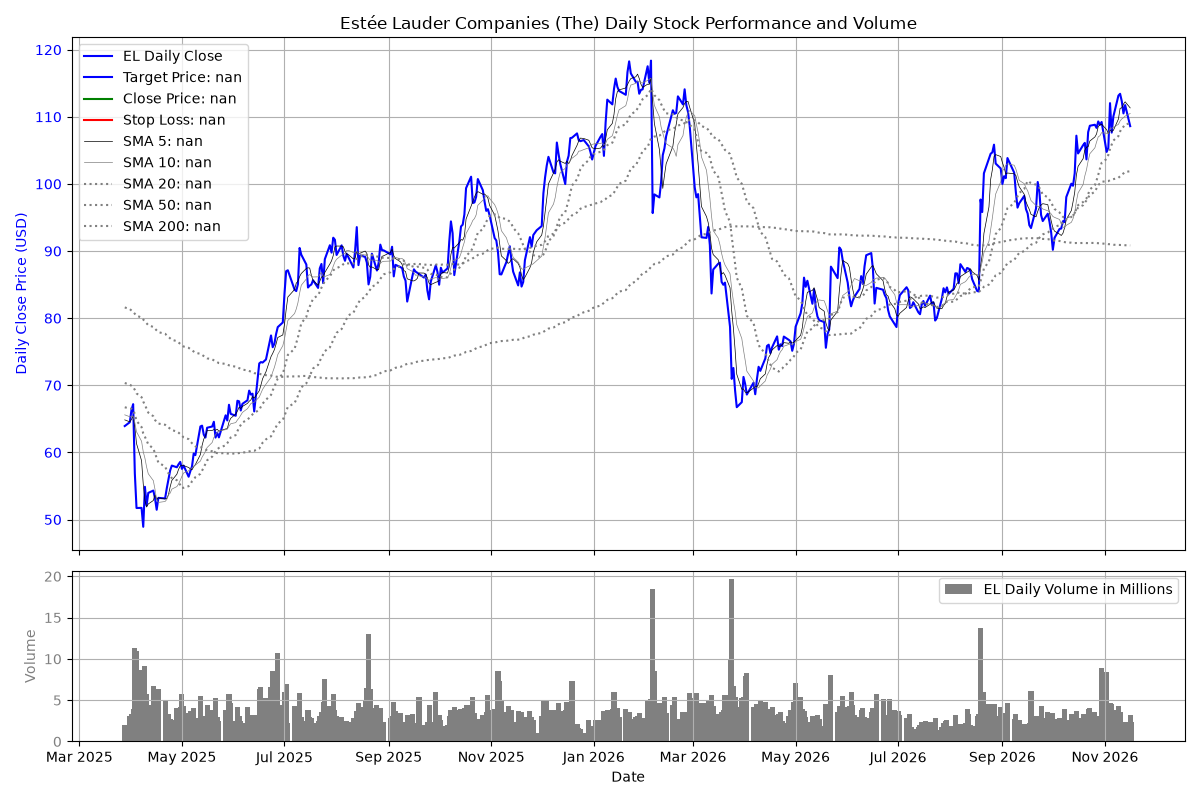 Estée Lauder Companies (The) Daily Stock Performance and Volume
Daily Close Price (USD)
120
110
100
90
80
70
60
50
EL Daily Close
Target Price: nan
Close Price: nan
Stop Loss: nan
SMA 5: nan
SMA 10: nan
SMA 20: nan
SMA 50: nan
SMA 200: nan
Volume
20
15
10
5
0
EL Daily Volume in Millions
Mar 2025 May 2025 Jul 2025 Sep 2025 Nov 2025 Jan 2026 Mar 2026 May 2026 Jul 2026 Sep 2026 Nov 2026
Date